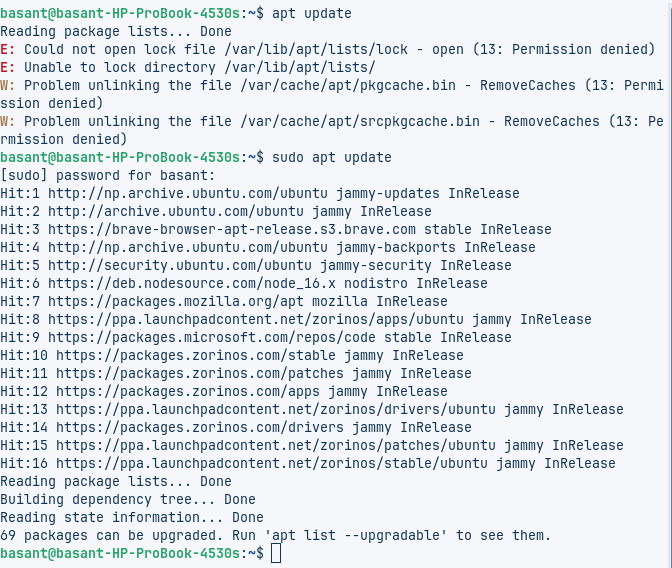 basant@basant-HP-ProBook-4530s:~$ apt update
Reading package lists... Done
E: Could not open lock file /var/lib/apt/lists/lock - open (13: Permission denied)
E: Unable to lock directory /var/lib/apt/lists/
W: Problem unlinking the file /var/cache/apt/pkgcache.bin - RemoveCaches (13: Permi
ssion denied)
W: Problem unlinking the file /var/cache/apt/srcpkgcache.bin - RemoveCaches (13: Pe
rmission denied)
basant@basant-HP-ProBook-4530s:~$ sudo apt update
[sudo] password for basant:
Hit:1 http://np.archive.ubuntu.com/ubuntu jammy-updates InRelease
Hit:2 http://archive.ubuntu.com/ubuntu jammy InRelease
Hit:3 https://brave-browser-apt-release.s3.brave.com stable InRelease
Hit:4 http://np.archive.ubuntu.com/ubuntu jammy-backports InRelease
Hit:5 http://security.ubuntu.com/ubuntu jammy-security InRelease
Hit:6 https://deb.nodesource.com/node_16.x nodistro InRelease
Hit:7 https://packages.mozilla.org/apt mozilla InRelease
Hit:8 https://ppa.launchpadcontent.net/zorinos/apps/ubuntu jammy InRelease
Hit:9 https://packages.microsoft.com/repos/code stable InRelease
Hit:10 https://packages.zorinos.com/stable jammy InRelease
Hit:11 https://packages.zorinos.com/patches jammy InRelease
Hit:12 https://packages.zorinos.com/apps jammy InRelease
Hit:13 https://ppa.launchpadcontent.net/zorinos/drivers/ubuntu jammy InRelease
Hit:14 https://packages.zorinos.com/drivers jammy InRelease
Hit:15 https://ppa.launchpadcontent.net/zorinos/patches/ubuntu jammy InRelease
Hit:16 https://ppa.launchpadcontent.net/zorinos/stable/ubuntu jammy InRelease
Reading package lists... Done
Building dependency tree... Done
Reading state information... Done
69 packages can be upgraded. Run 'apt list --upgradable' to see them.
basant@basant-HP-ProBook-4530s:~$